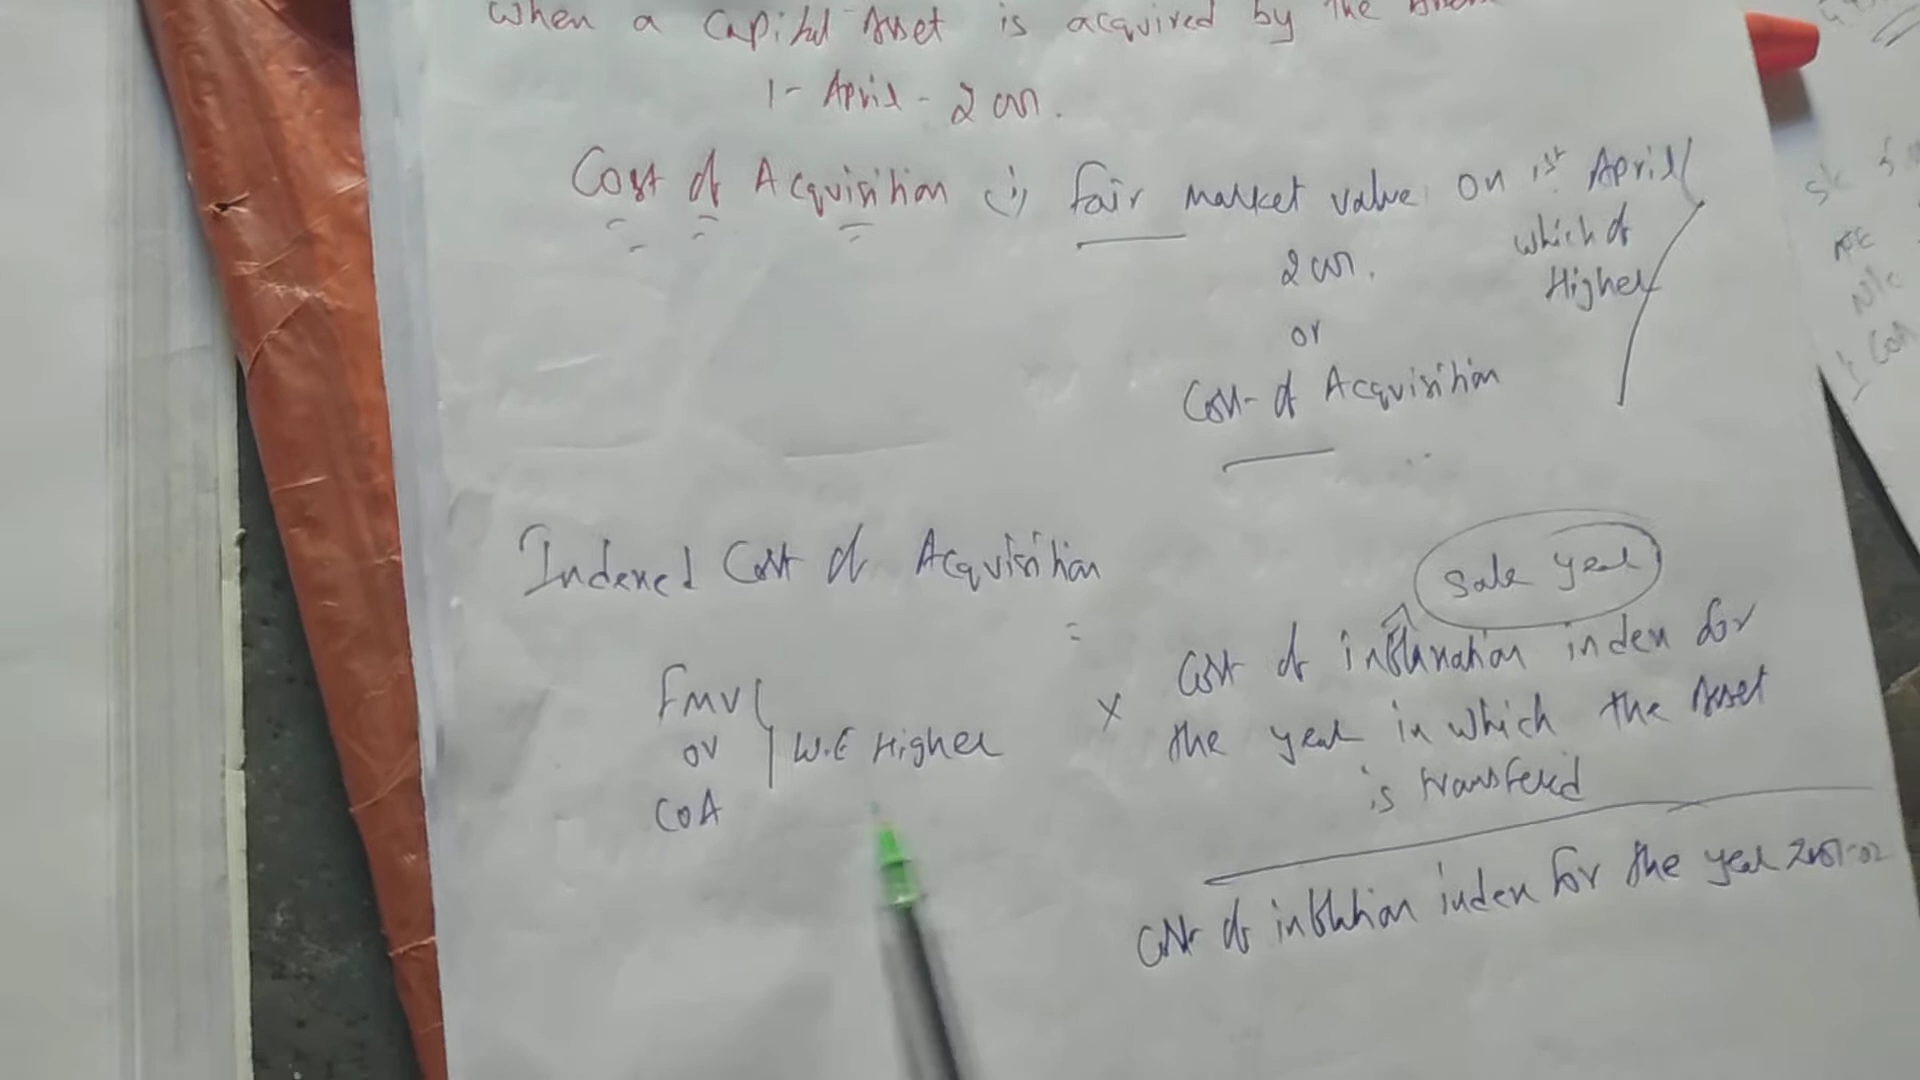 When a Capital Asset is acquired by the
1- April - 2001.
Cost of Acquisition (i) fair market value on 1st April
2001.
which is
Higher
or
Cost of Acquisition
Indexed Cost of Acquisition
=
Sale year
FMV
or
COA
W.E Higher
X Cost of inflanation index for
the year in which the Asset
is transfered
Cost of inflation index for the year 2001-02